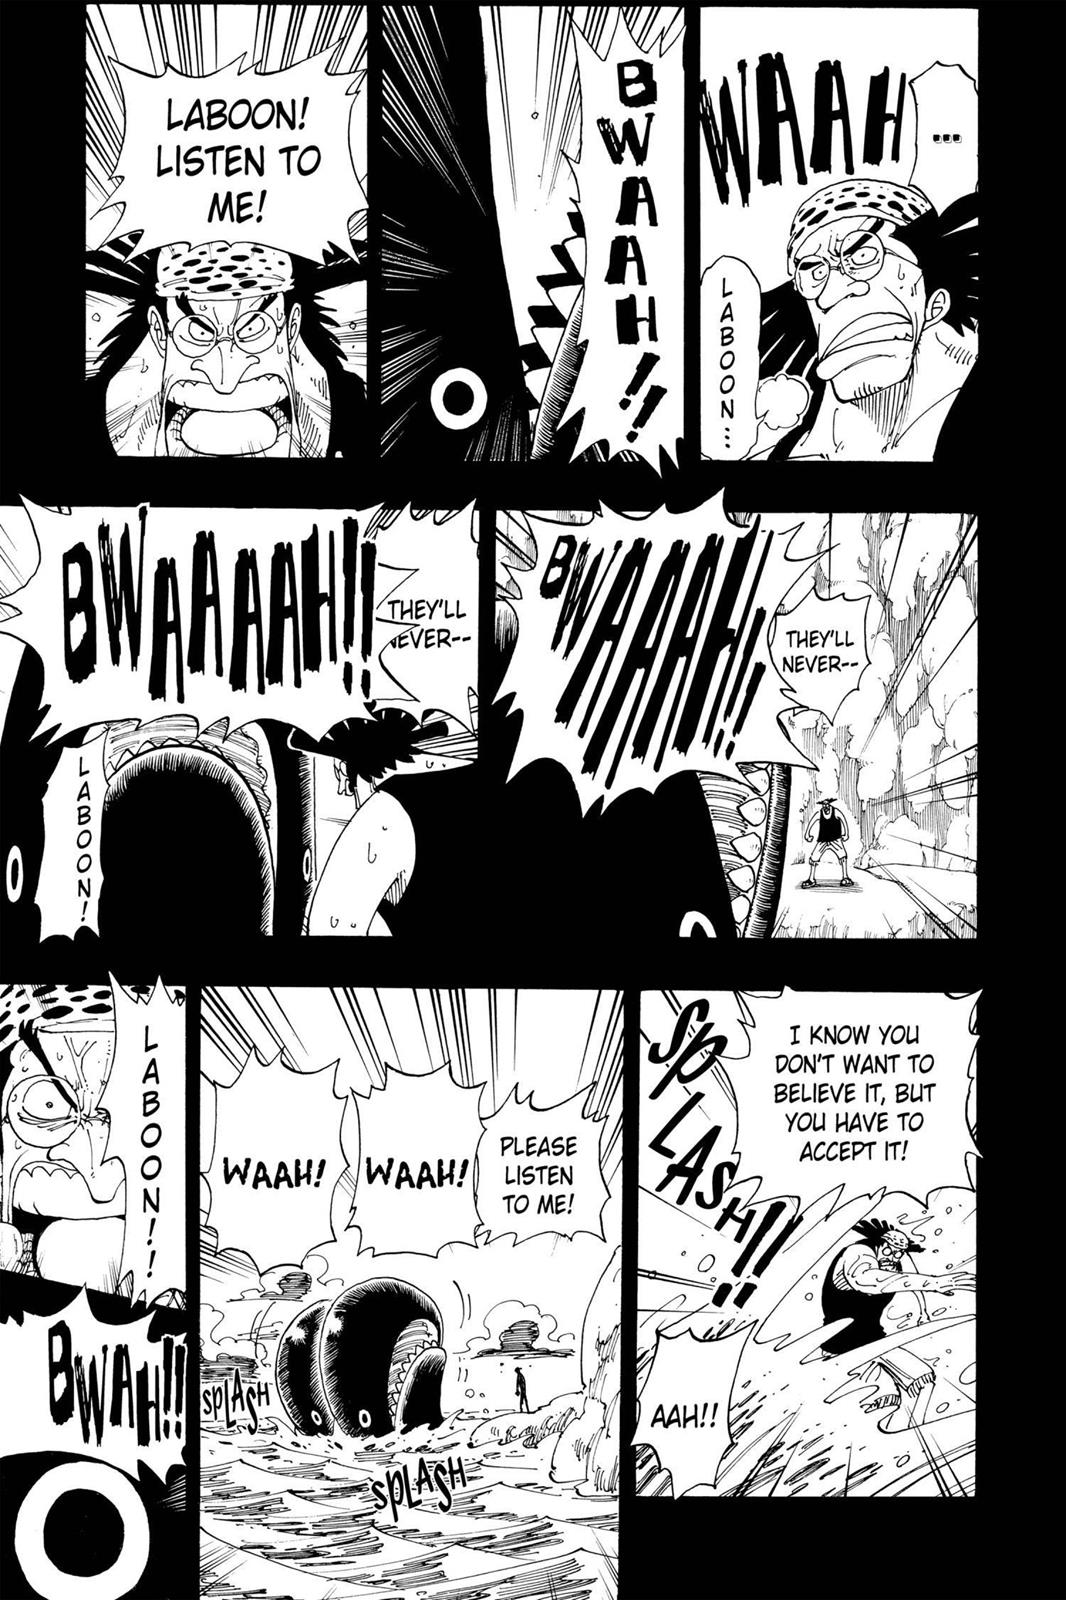 ...
WAAH
LABOON...
BWAAH!!
LABOON!
LISTEN TO
ME!
THEY'LL
NEVER--
BWAAAAH!!
THEY'LL
NEVER--
BWAAAAAH!!
LABOON!
I KNOW YOU
DON'T WANT TO
BELIEVE IT, BUT
YOU HAVE TO
ACCEPT IT!
SPLASH!!
AAH!!
PLEASE
LISTEN
TO ME!
WAAH!
WAAH!
SPLASH
SPLASH
LABOON!!
BWAH!!